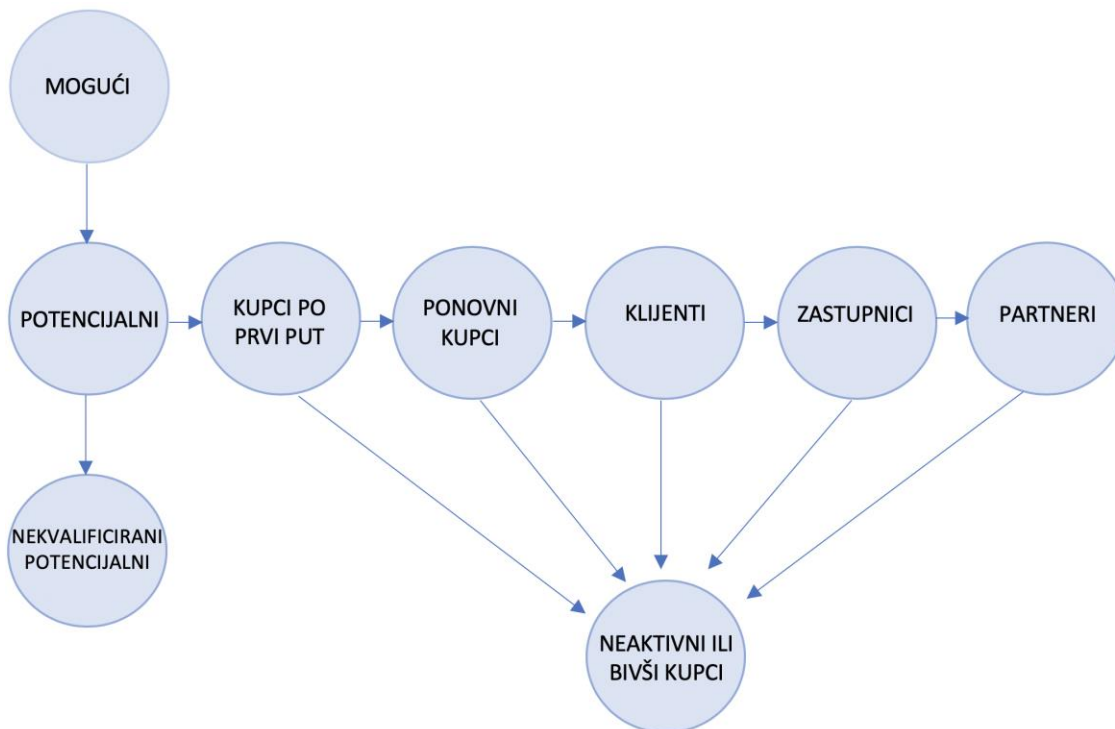 MOGUĆI
POTENCIJALNI
KUPCI PO
PRVI PUT
PONOVNI
KUPCI
KLIJENTI
ZASTUPNICI
PARTNERI
NEKVALIFICIRANI
POTENCIJALNI
NEAKTIVNI ILI
BIVŠI KUPCI